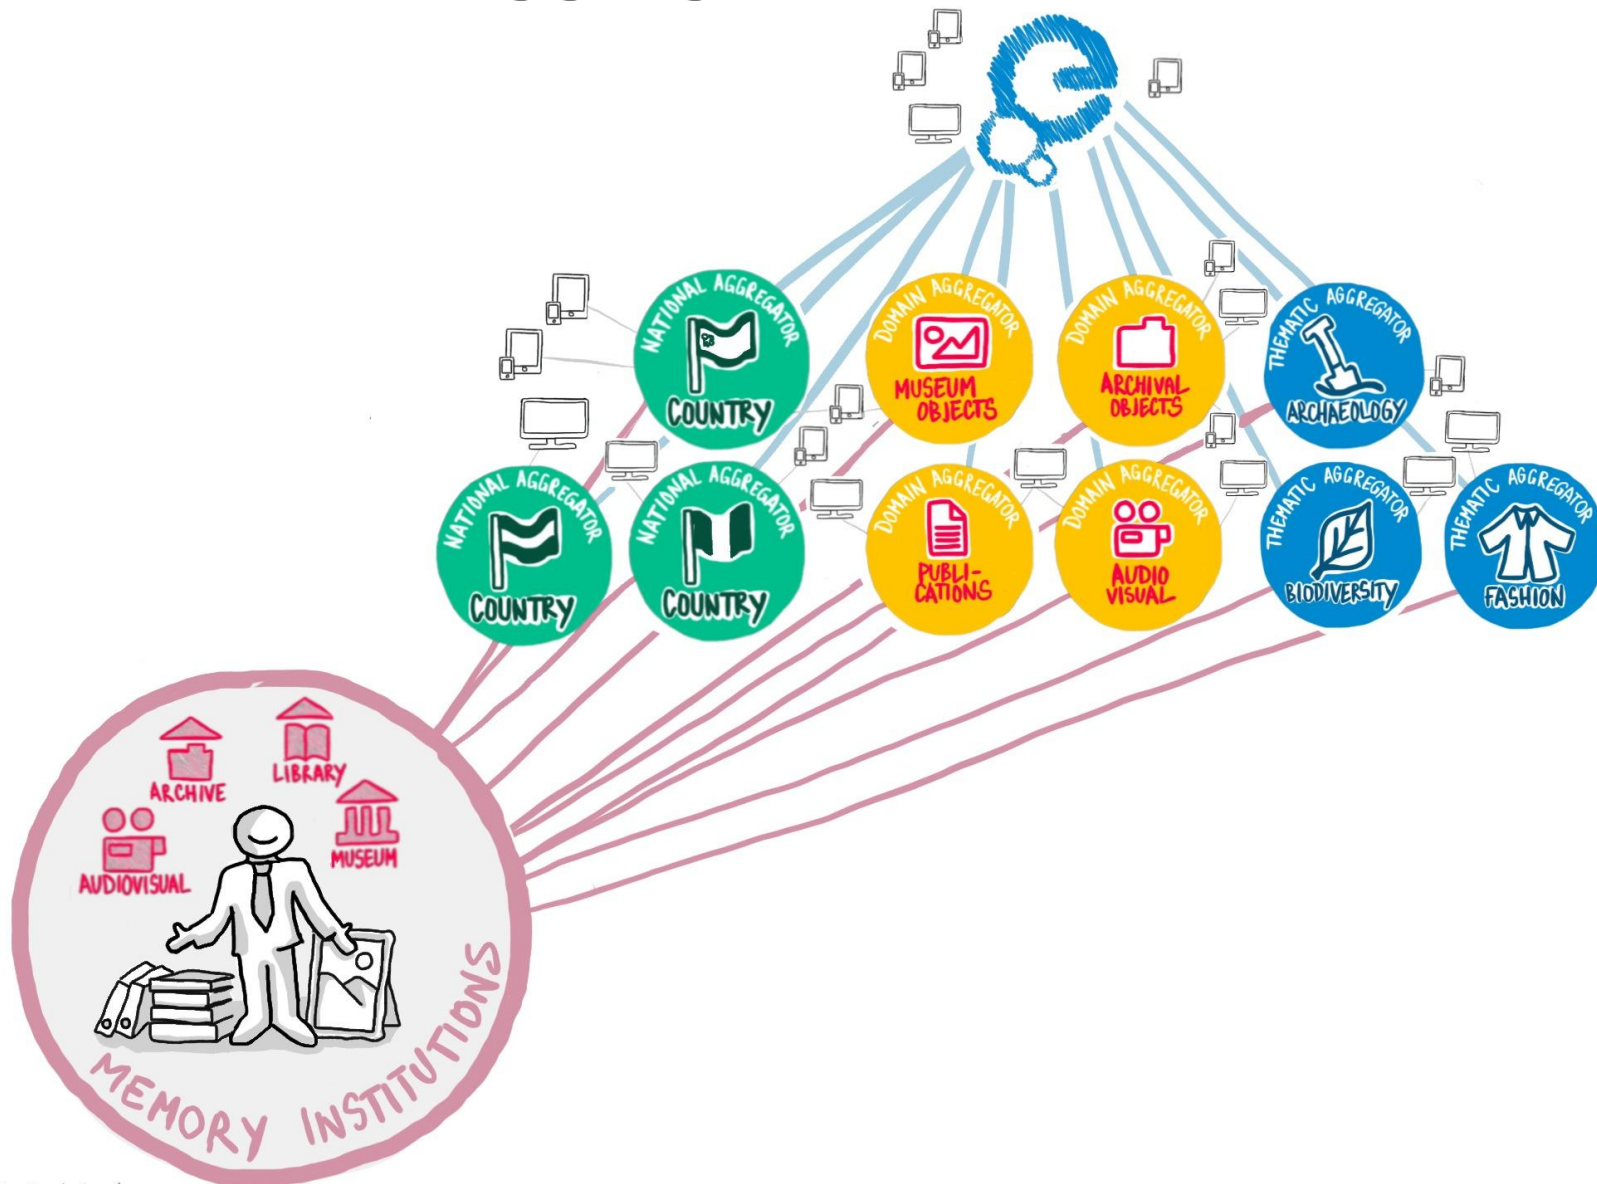 NATIONAL AGGREGATOR
COUNTRY
DOMAIN AGGREGATOR
MUSEUM
OBJECTS
DOMAIN AGGREGATOR
ARCHIVAL
OBJECTS
THEMATIC AGGREGATOR
ARCHAEOLOGY
NATIONAL AGGREGATOR
COUNTRY
NATIONAL AGGREGATOR
COUNTRY
DOMAIN AGGREGATOR
PUBLI-
CATIONS
DOMAIN AGGREGATOR
AUDIO
VISUAL
THEMATIC AGGREGATOR
BIODIVERSITY
THEMATIC AGGREGATOR
FASHION
ARCHIVE
LIBRARY
AUDIOVISUAL
MUSEUM
MEMORY INSTITUTIONS